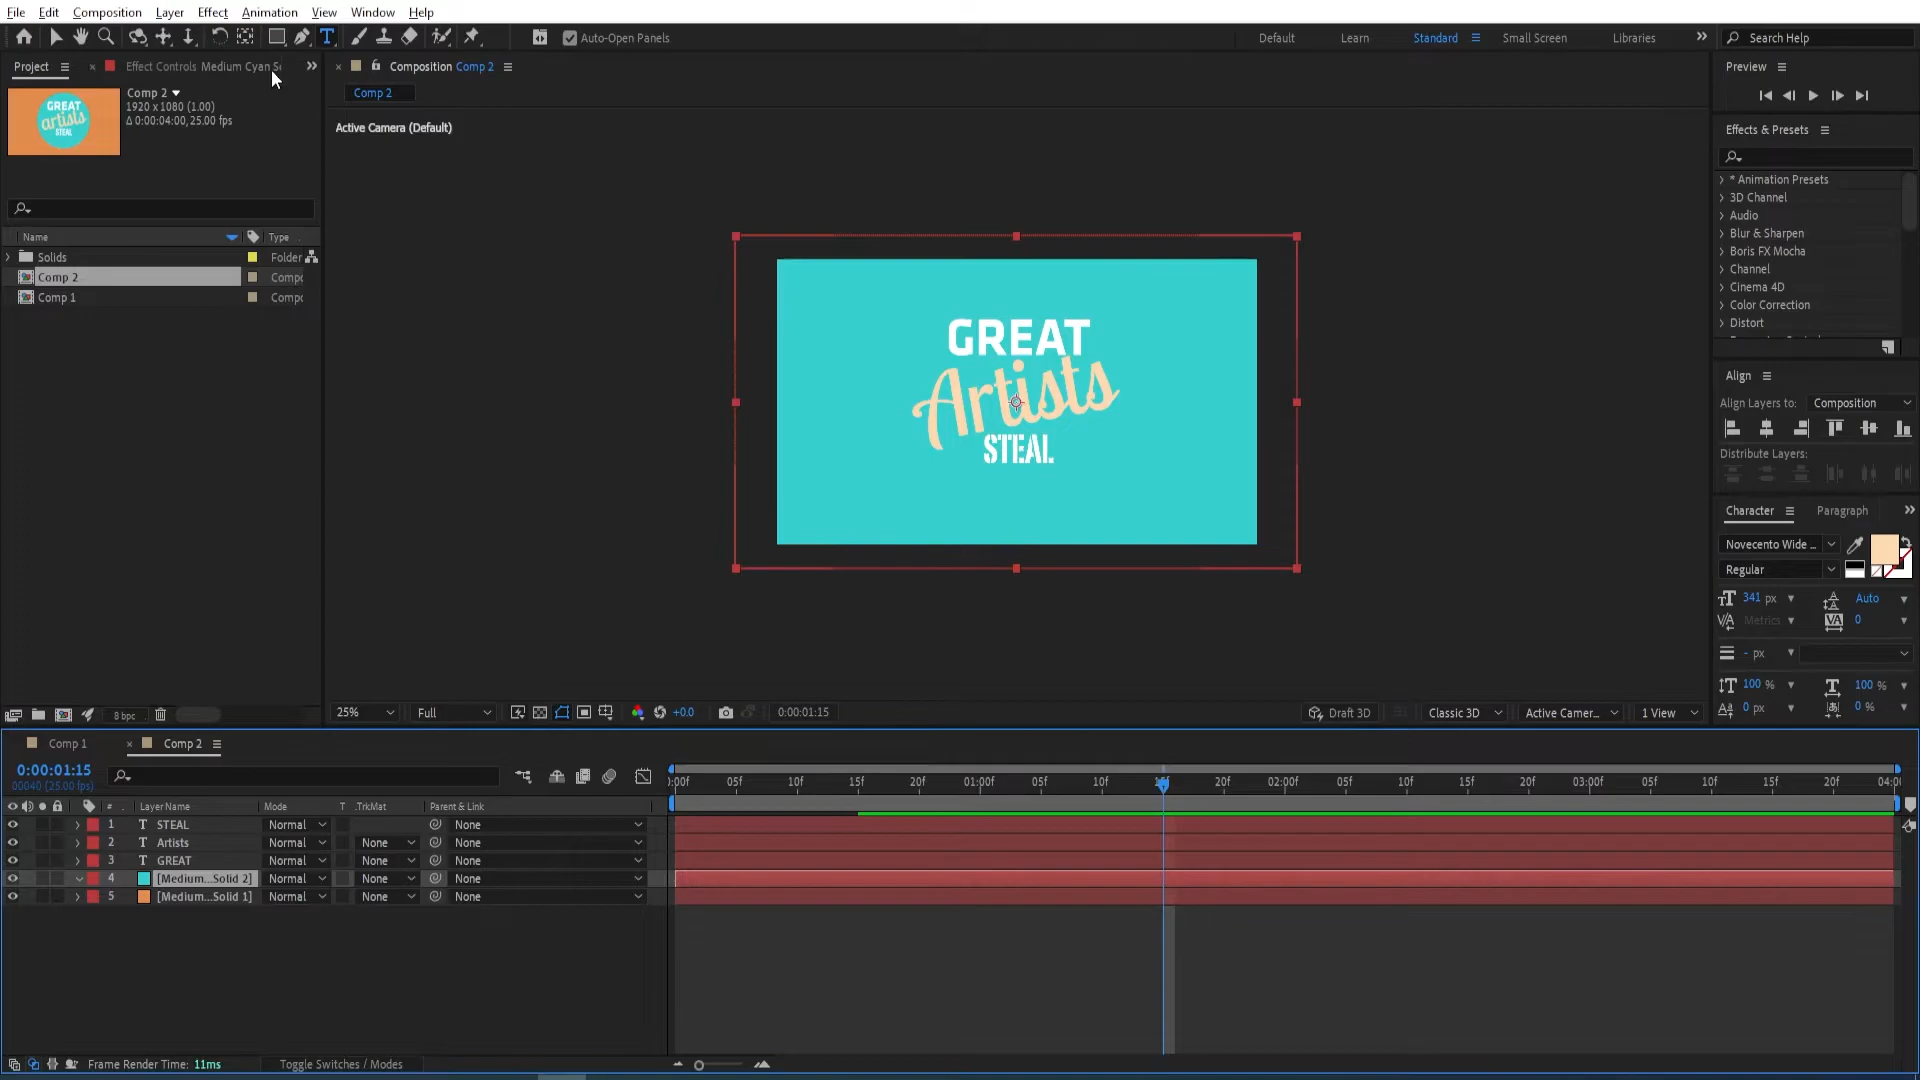 File Edit Composition Layer Effect Animation View Window Help
Auto-Open Panels Default Learn Standard Small Screen Libraries Search Help
Project Effect Controls Medium Cyan Composition Comp 2 Preview
Comp 2
1920 x 1080 (1.00)
Δ 0:00:04:00, 25.00 fps
GREAT
artists
STEAL
Comp 2
Active Camera (Default)
Effects & Presets
* Animation Presets
3D Channel
Audio
Blur & Sharpen
Boris FX Mocha
Channel
Cinema 4D
Color Correction
Distort
Name Type
Solids Folder
Comp 2 Compo
Comp 1 Compo
GREAT
Artists
STEAL
Align
Align Layers to: Composition
Distribute Layers:
Character Paragraph
Novecento Wide ...
Regular
341 px Auto
Metrics 0
- px
100 % 100 %
0 px 0 %
8 bpc 25% Full +0.0 0:00:01:15 Draft 3D Classic 3D Active Camer... 1 View
Comp 1 Comp 2
0:00:01:15
00040 (25.00 fps)
:00f 05f 10f 15f 20f 01:00f 05f 10f 15f 20f 02:00f 05f 10f 15f 20f 03:00f 05f 10f 15f 20f 04:0
# Layer Name Mode T .TrkMat Parent & Link
1 T STEAL Normal None
2 T Artists Normal None None
3 T GREAT Normal None None
4 [Medium...Solid 2] Normal None None
5 [Medium...Solid 1] Normal None None
Frame Render Time: 11ms Toggle Switches / Modes